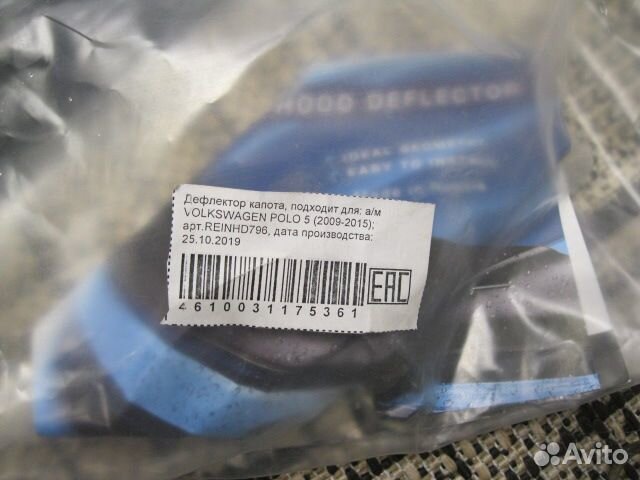 HOOD DEFLECTOR
IDEAL GEOMETRY
EASY TO INSTALL
Дефлектор капота, подходит для: а/м
VOLKSWAGEN POLO 5 (2009-2015);
арт.REINHD796, дата производства:
25.10.2019
4610031175361
EAC
Avito